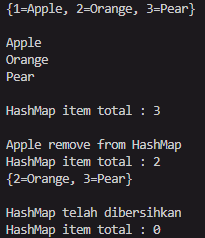 {1=Apple, 2=Orange, 3=Pear}
Apple
Orange
Pear
HashMap item total : 3
Apple remove from HashMap
HashMap item total : 2
{2=Orange, 3=Pear}
HashMap telah dibersihkan
HashMap item total : 0